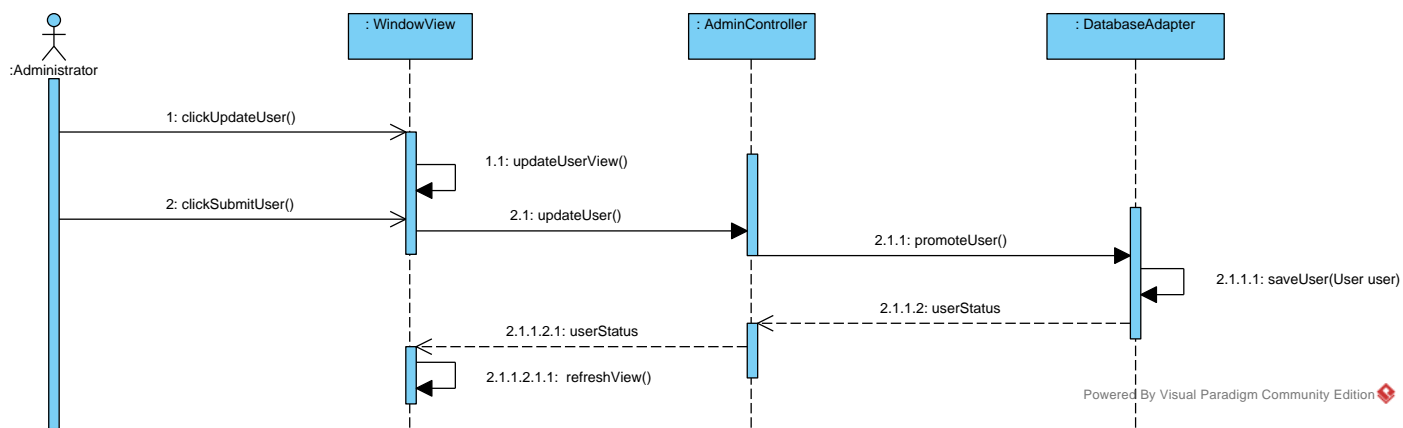 : WindowView
: AdminController
: DatabaseAdapter
:Administrator
1: clickUpdateUser()
1.1: updateUserView()
2: clickSubmitUser()
2.1: updateUser()
2.1.1: promoteUser()
2.1.1.1: saveUser(User user)
2.1.1.2: userStatus
2.1.1.2.1: userStatus
2.1.1.2.1.1: refreshView()
Powered By Visual Paradigm Community Edition